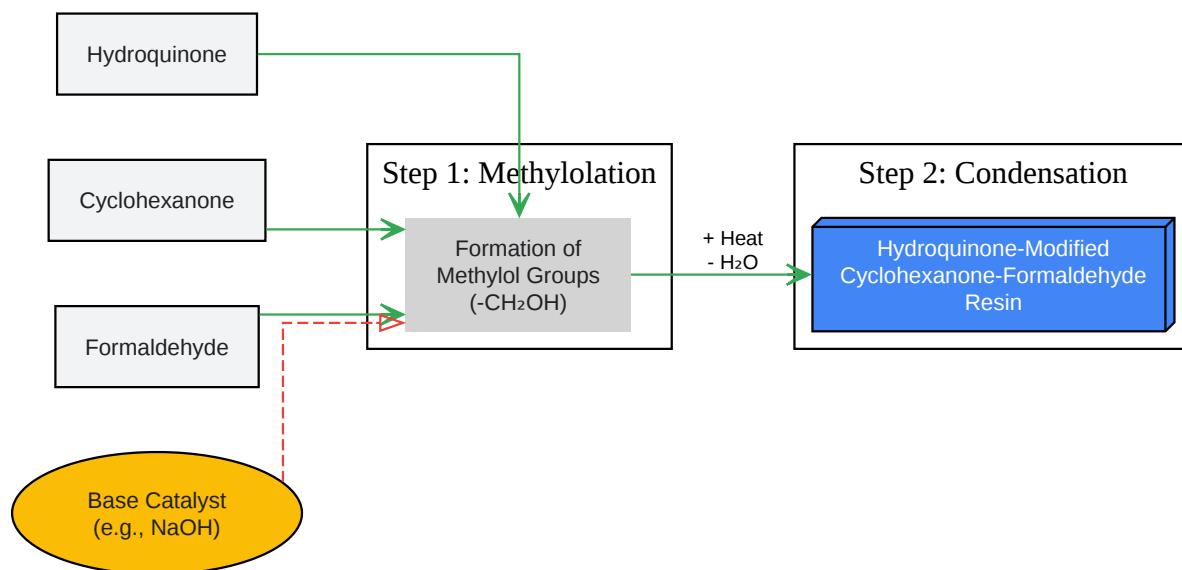 Hydroquinone
Cyclohexanone
Formaldehyde
Base Catalyst
(e.g., NaOH)
Step 1: Methylolation
Formation of
Methylol Groups
(-CH₂OH)
+ Heat
- H₂O
Step 2: Condensation
Hydroquinone-Modified
Cyclohexanone-Formaldehyde
Resin